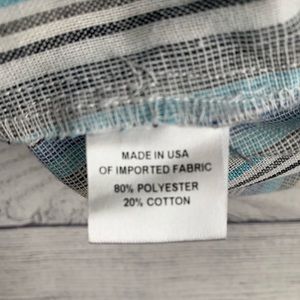 MADE IN USA
OF IMPORTED FABRIC
80% POLYESTER
20% COTTON